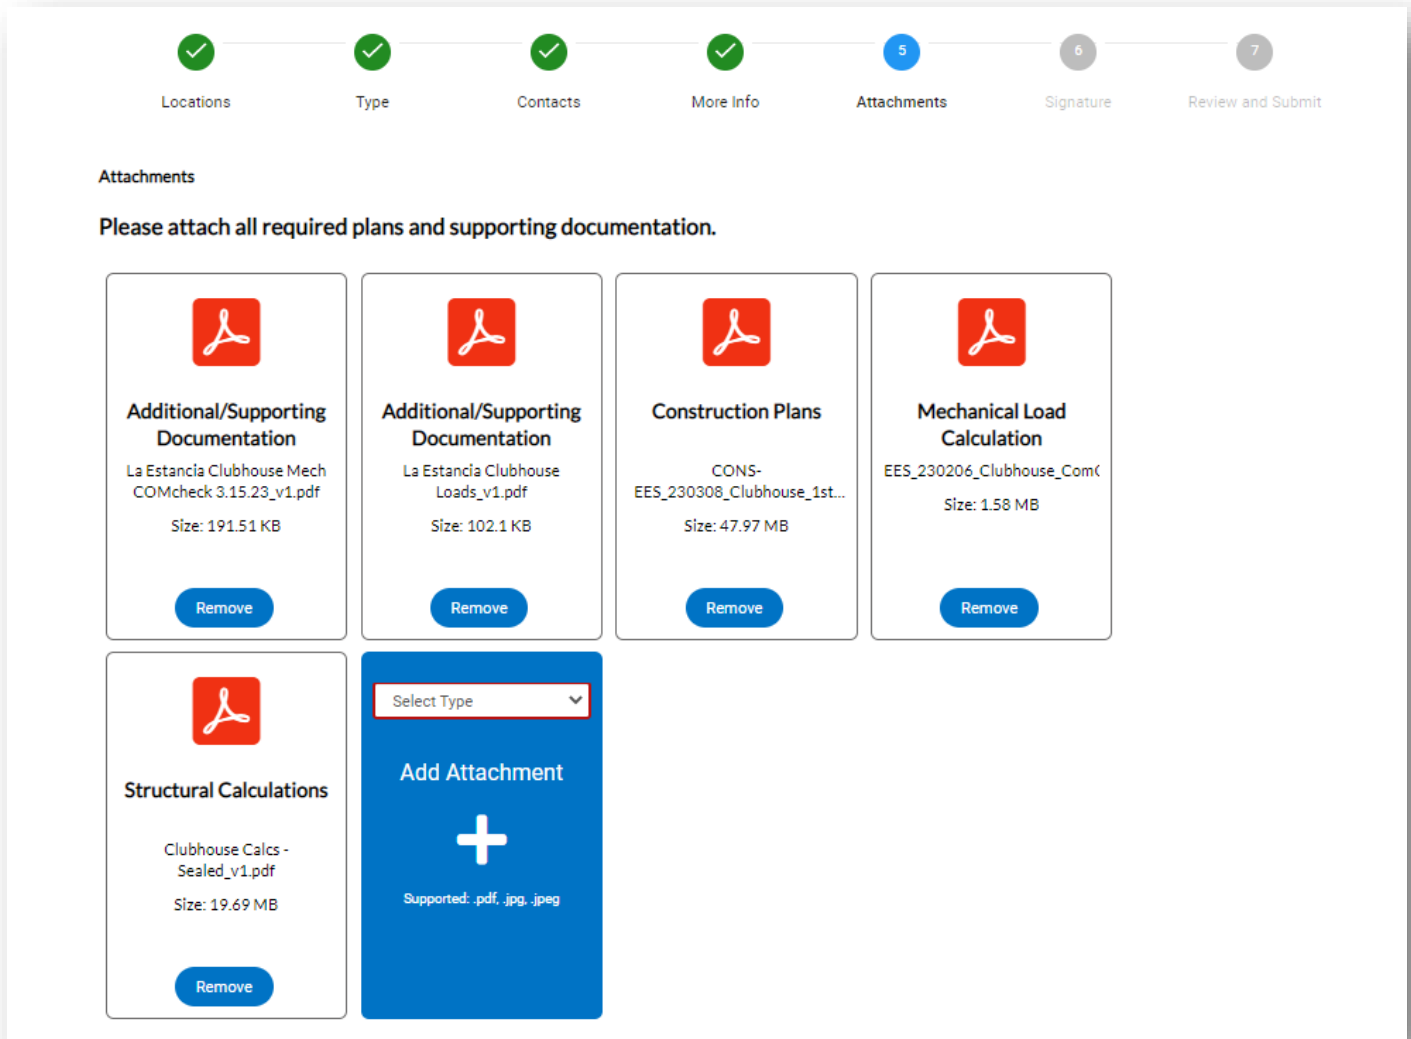 5
6
7
Locations
Type
Contacts
More Info
Attachments
Signature
Review and Submit
Attachments
Please attach all required plans and supporting documentation.
Additional/Supporting
Documentation
La Estancia Clubhouse Mech
COMcheck 3.15.23_v1.pdf
Size: 191.51 KB
Remove
Additional/Supporting
Documentation
La Estancia Clubhouse
Loads_v1.pdf
Size: 102.1 KB
Remove
Construction Plans
CONS-
EES_230308_Clubhouse_1st...
Size: 47.97 MB
Remove
Mechanical Load
Calculation
EES_230206_Clubhouse_Com
Size: 1.58 MB
Remove
Structural Calculations
Clubhouse Calcs -
Sealed_v1.pdf
Size: 19.69 MB
Remove
Select Type
Add Attachment
Supported: .pdf, .jpg, .jpeg